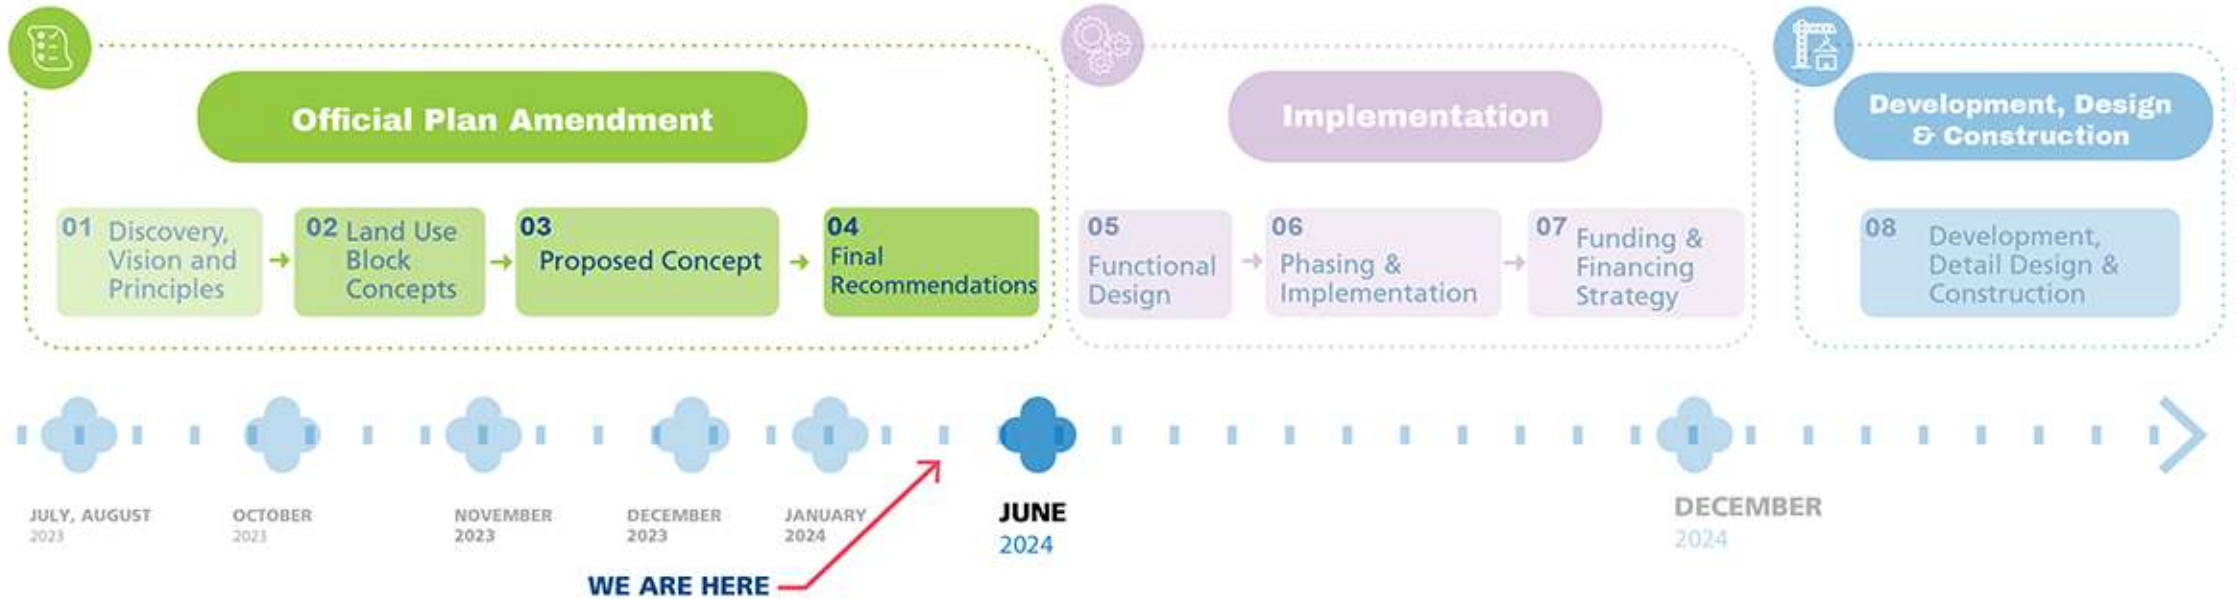 Official Plan Amendment
Implementation
Development, Design
& Construction
01 Discovery,
Vision and
Principles
02 Land Use
Block
Concepts
03
Proposed Concept
04
Final
Recommendations
05
Functional
Design
06
Phasing &
Implementation
07 Funding &
Financing
Strategy
08 Development,
Detail Design &
Construction
JULY, AUGUST
2023
OCTOBER
2023
NOVEMBER
2023
DECEMBER
2023
JANUARY
2024
JUNE
2024
DECEMBER
2024
WE ARE HERE